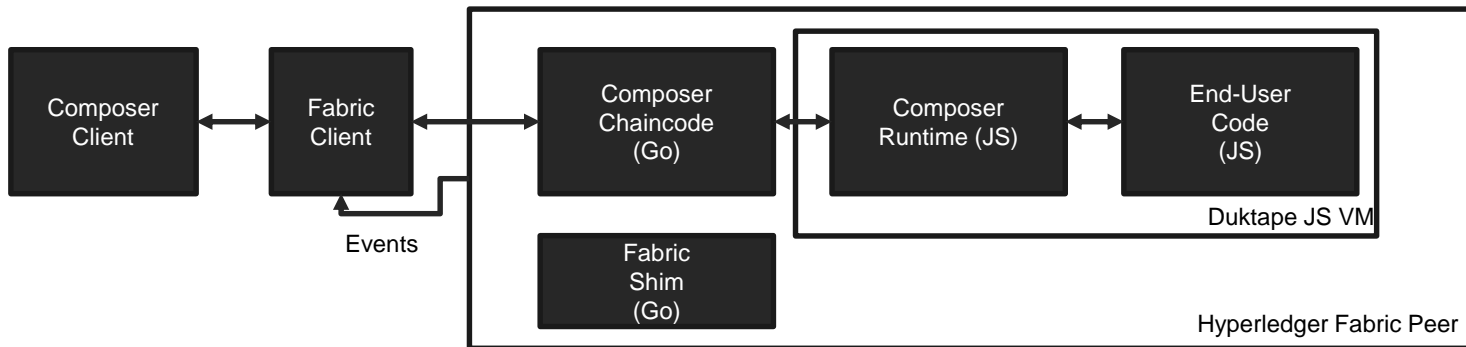 Composer
Client
Fabric
Client
Composer
Chaincode
(Go)
Composer
Runtime (JS)
End-User
Code
(JS)
Duktape JS VM
Events
Fabric
Shim
(Go)
Hyperledger Fabric Peer